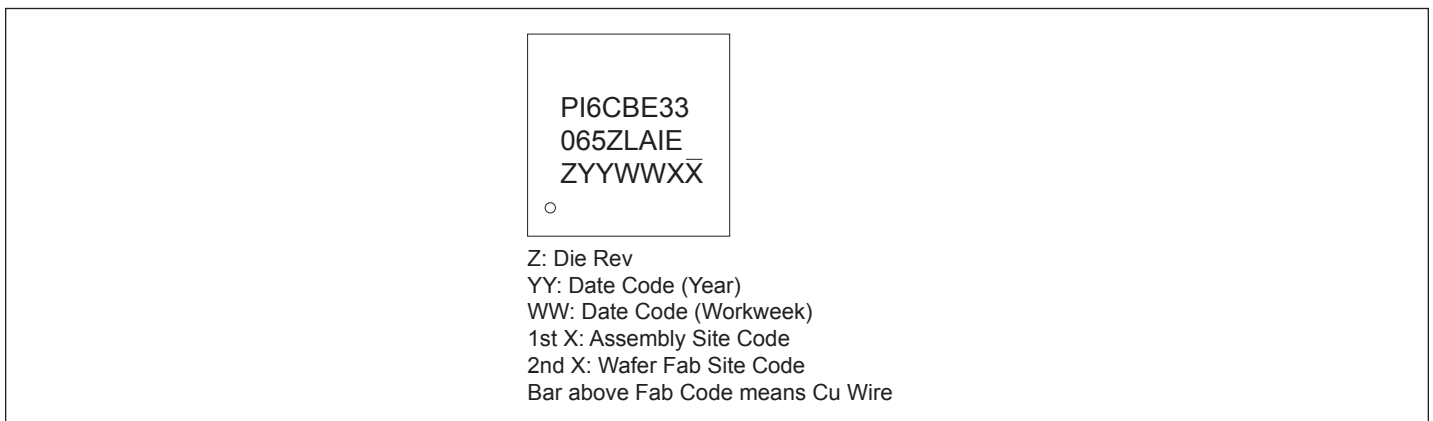 PI6CBE33
065ZLAIE
ZYYWWXX̅
Z: Die Rev
YY: Date Code (Year)
WW: Date Code (Workweek)
1st X: Assembly Site Code
2nd X: Wafer Fab Site Code
Bar above Fab Code means Cu Wire